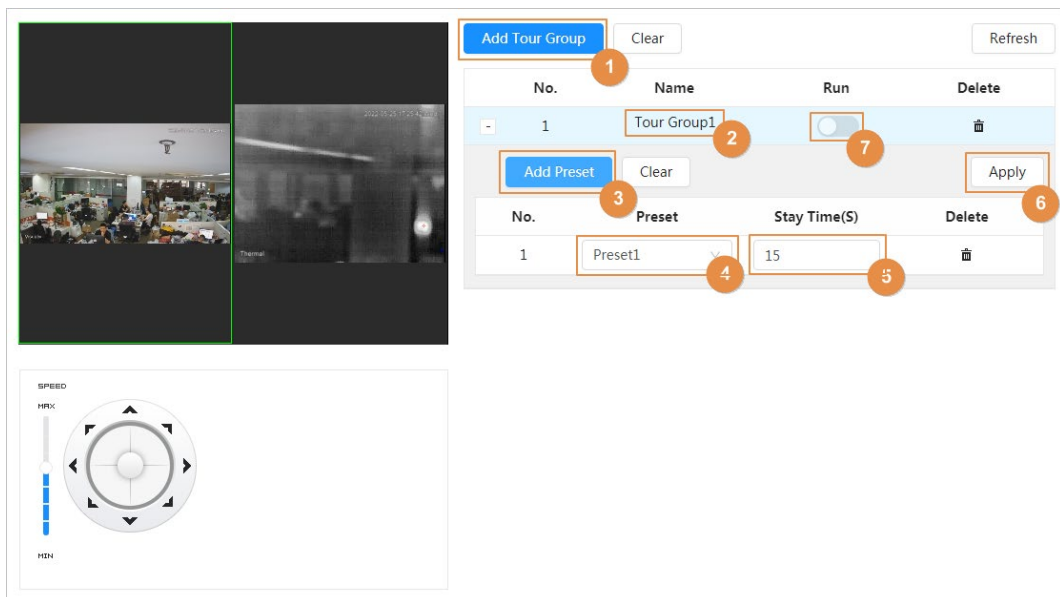 Add Tour Group
Clear
Refresh
1
No.
Name
Run
Delete
-
1
Tour Group1
2
7
Add Preset
Clear
Apply
3
6
No.
Preset
Stay Time(S)
Delete
1
Preset1
4
15
5
Thermal
SPEED
MAX
MIN